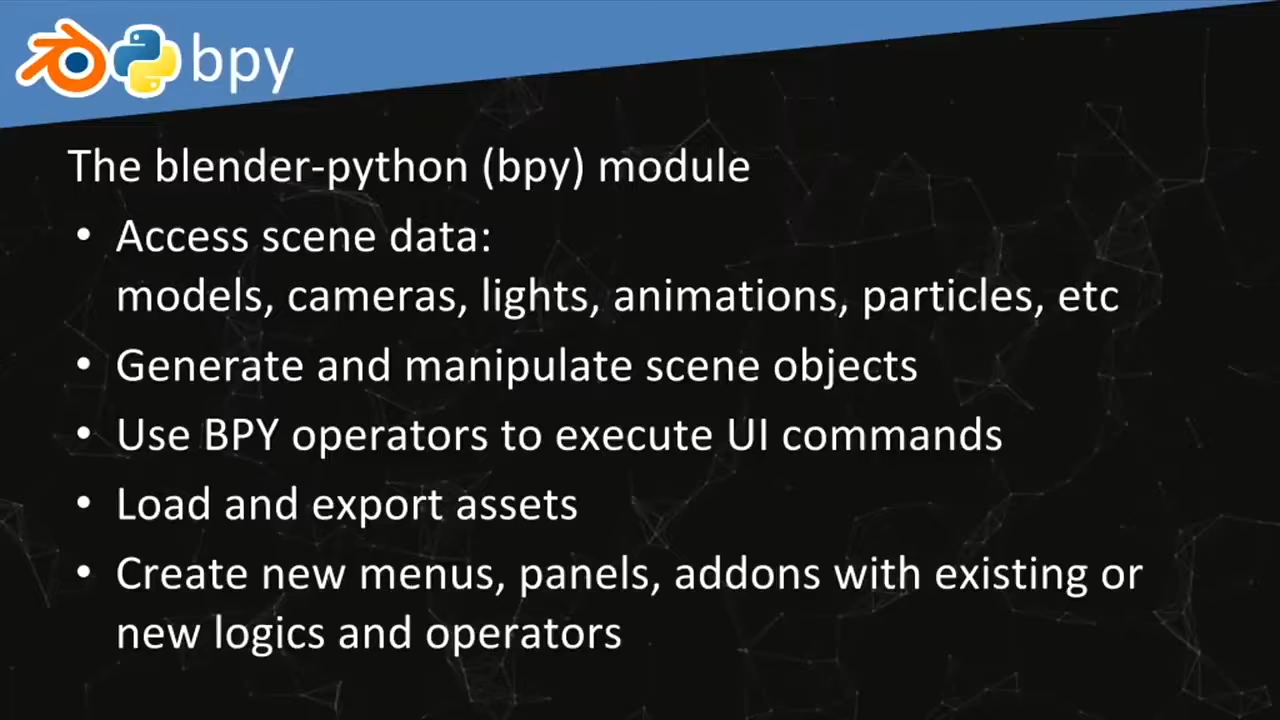 bpy
The blender-python (bpy) module
• Access scene data:
models, cameras, lights, animations, particles, etc
• Generate and manipulate scene objects
• Use BPY operators to execute UI commands
• Load and export assets
• Create new menus, panels, addons with existing or
new logics and operators